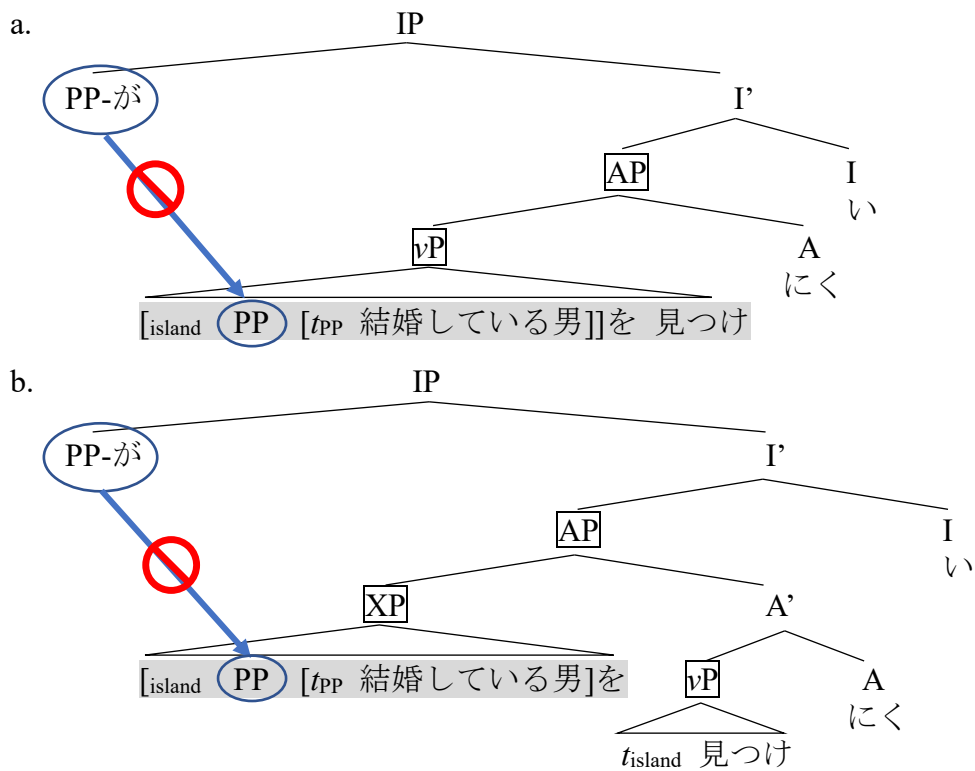 a.
IP
PP-が
I’
AP
I
い
vP
A
にく
[island PP [tPP 結婚している男]]を 見つけ
b.
IP
PP-が
I’
AP
I
い
XP
A’
[island PP [tPP 結婚している男]を
vP
A
にく
tisland 見つけ